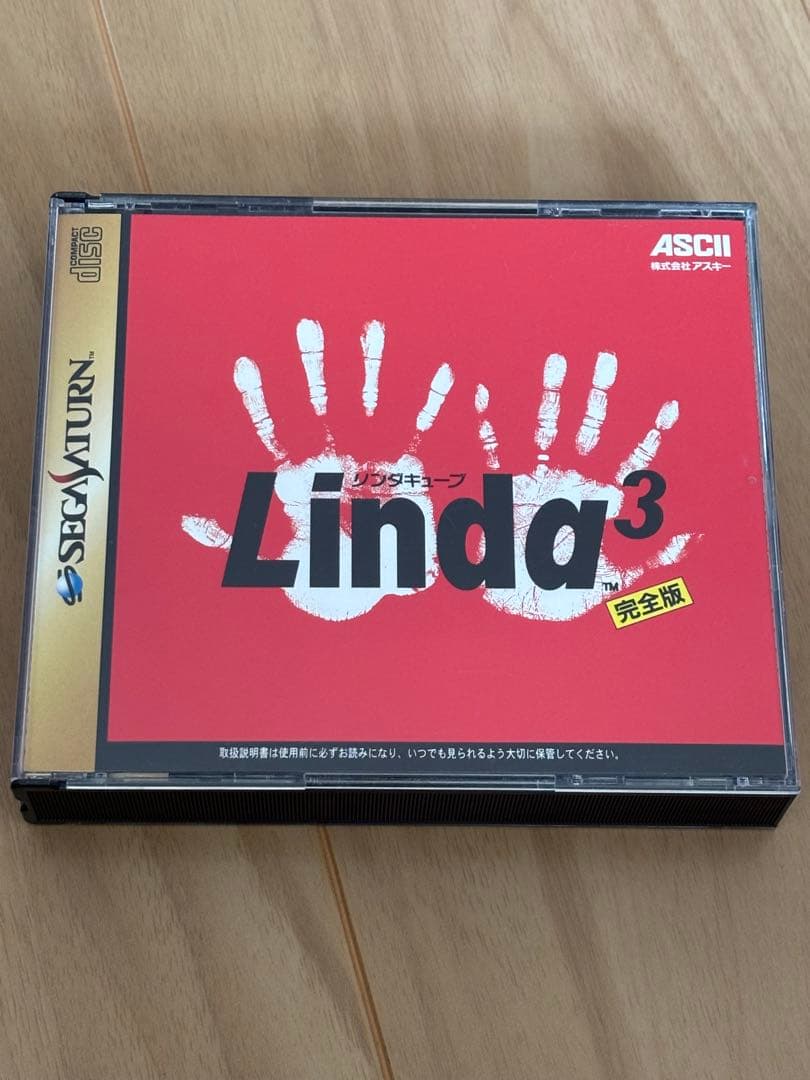 COMPACT
disc
SEGA SATURN™
ASCII
株式会社 アスキー
リンダキューブ
Linda³™
完全版
取扱説明書は使用前に必ずお読みになり、いつでも見られるよう大切に保管してください。